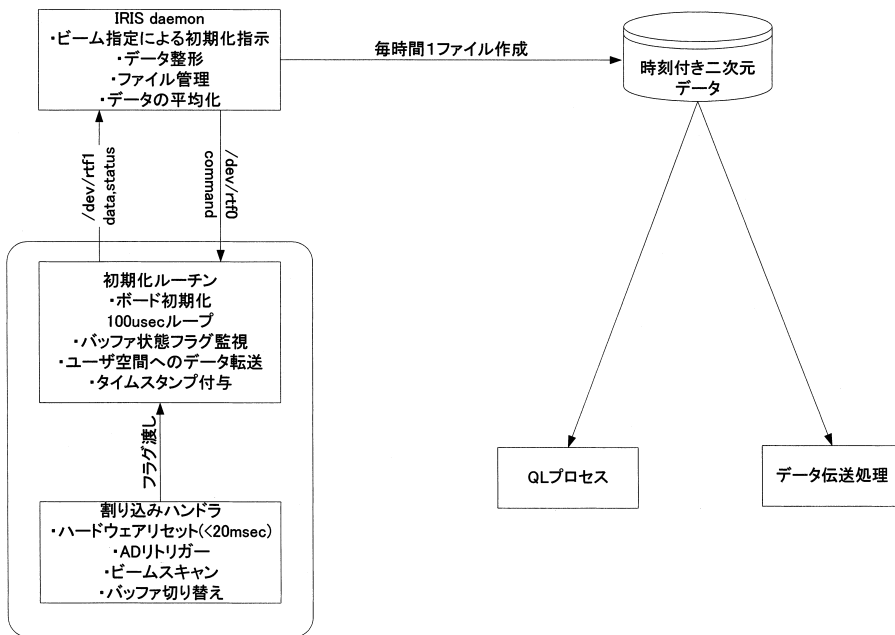 IRIS daemon
・ビーム指定による初期化指示
・データ整形
・ファイル管理
・データの平均化
毎時間1ファイル作成
時刻付き二次元
データ
/dev/rtf1
data,status
/dev/rtf0
command
初期化ルーチン
・ボード初期化
100usecループ
・バッファ状態フラグ監視
・ユーザ空間へのデータ転送
・タイムスタンプ付与
フラグ渡し
QLプロセス
データ伝送処理
割り込みハンドラ
・ハードウェアリセット(<20msec)
・ADリトリガー
・ビームスキャン
・バッファ切り替え